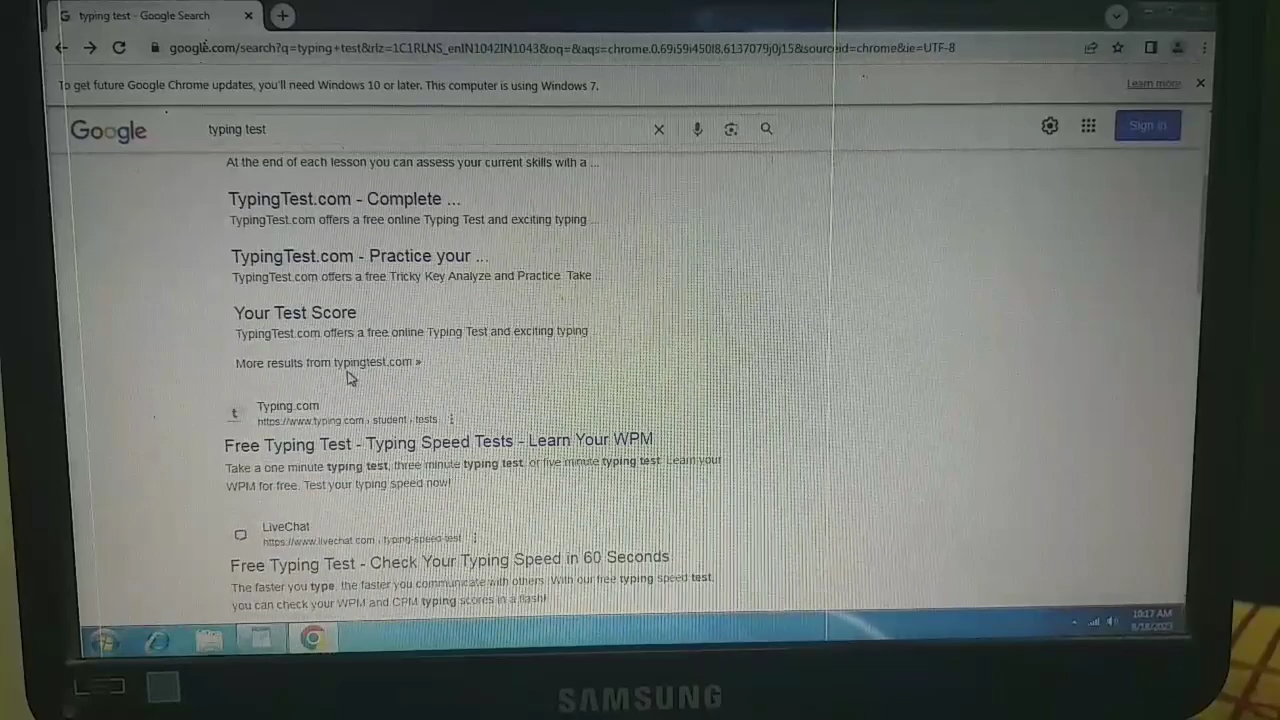 typing test - Google Search
google.com/search?q=typing+test&rlz=1C1RLNS_enIN1042IN1043&oq=&aqs=chrome.0.69i59i450l8.6137079j0j15&sourceid=chrome&ie=UTF-8
To get future Google Chrome updates, you'll need Windows 10 or later. This computer is using Windows 7.
Learn more
Google
typing test
Sign in
At the end of each lesson you can assess your current skills with a ...
TypingTest.com - Complete ...
TypingTest.com offers a free online Typing Test and exciting typing ...
TypingTest.com - Practice your ...
TypingTest.com offers a free Tricky Key Analyze and Practice. Take ...
Your Test Score
TypingTest.com offers a free online Typing Test and exciting typing ...
More results from typingtest.com »
t
Typing.com
https://www.typing.com › student › tests
Free Typing Test - Typing Speed Tests - Learn Your WPM
Take a one minute typing test, three minute typing test, or five minute typing test. Learn your
WPM for free. Test your typing speed now!
LiveChat
https://www.livechat.com › typing-speed-test
Free Typing Test - Check Your Typing Speed in 60 Seconds
The faster you type, the faster you communicate with others. With our free typing speed test,
you can check your WPM and CPM typing scores in a flash!
10:17 AM
8/18/2023
SAMSUNG